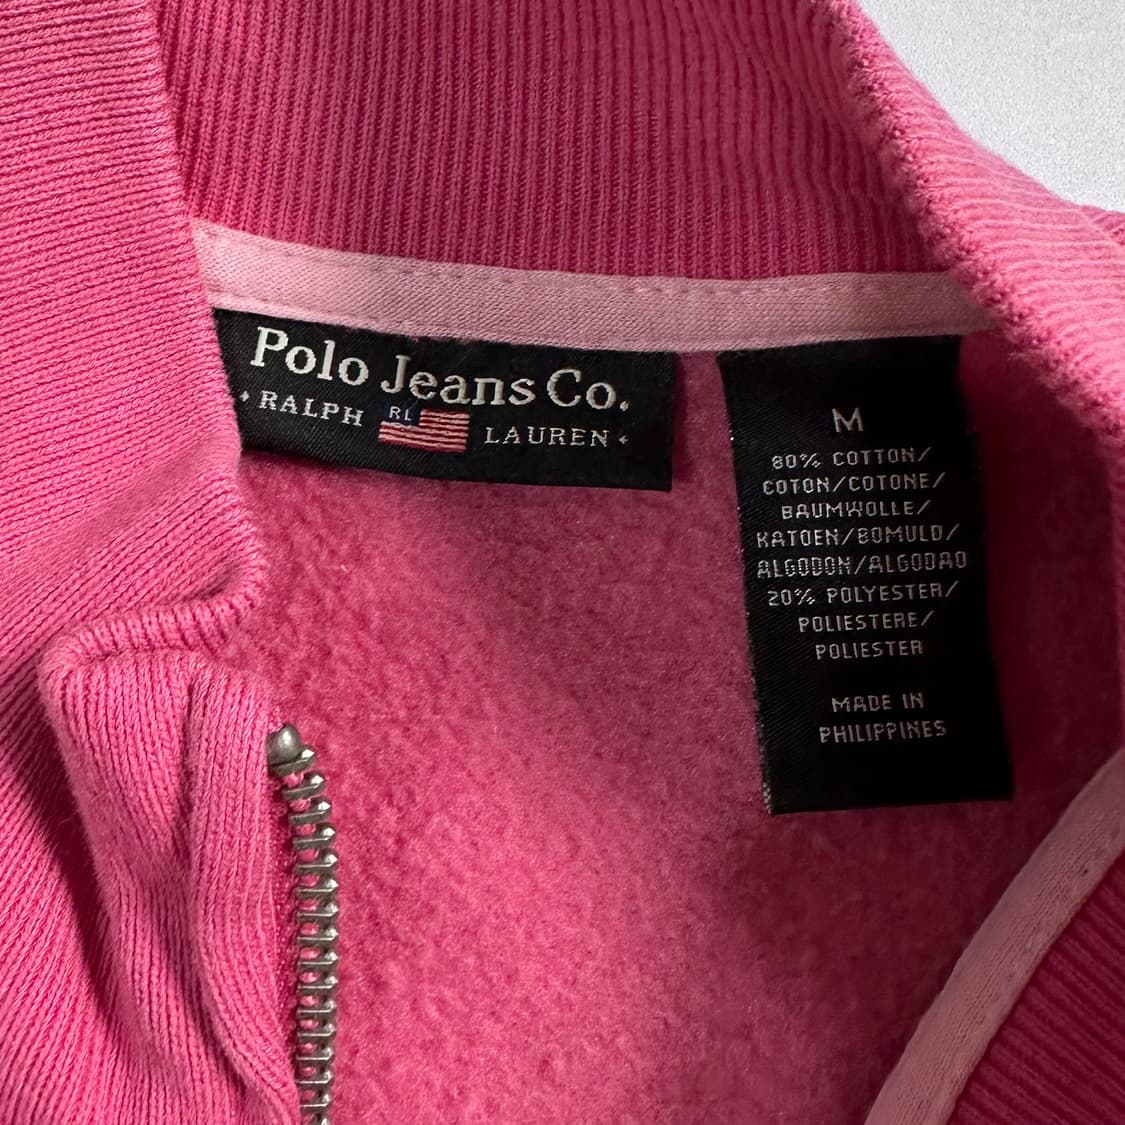 Polo Jeans Co.
RALPH RL LAUREN
M
80% COTTON/
COTON/COTONE/
BAUMWOLLE/
KATOEN/BOMULD/
ALGODON/ALGODAO
20% POLYESTER/
POLIESTERE/
POLIESTER
MADE IN
PHILIPPINES